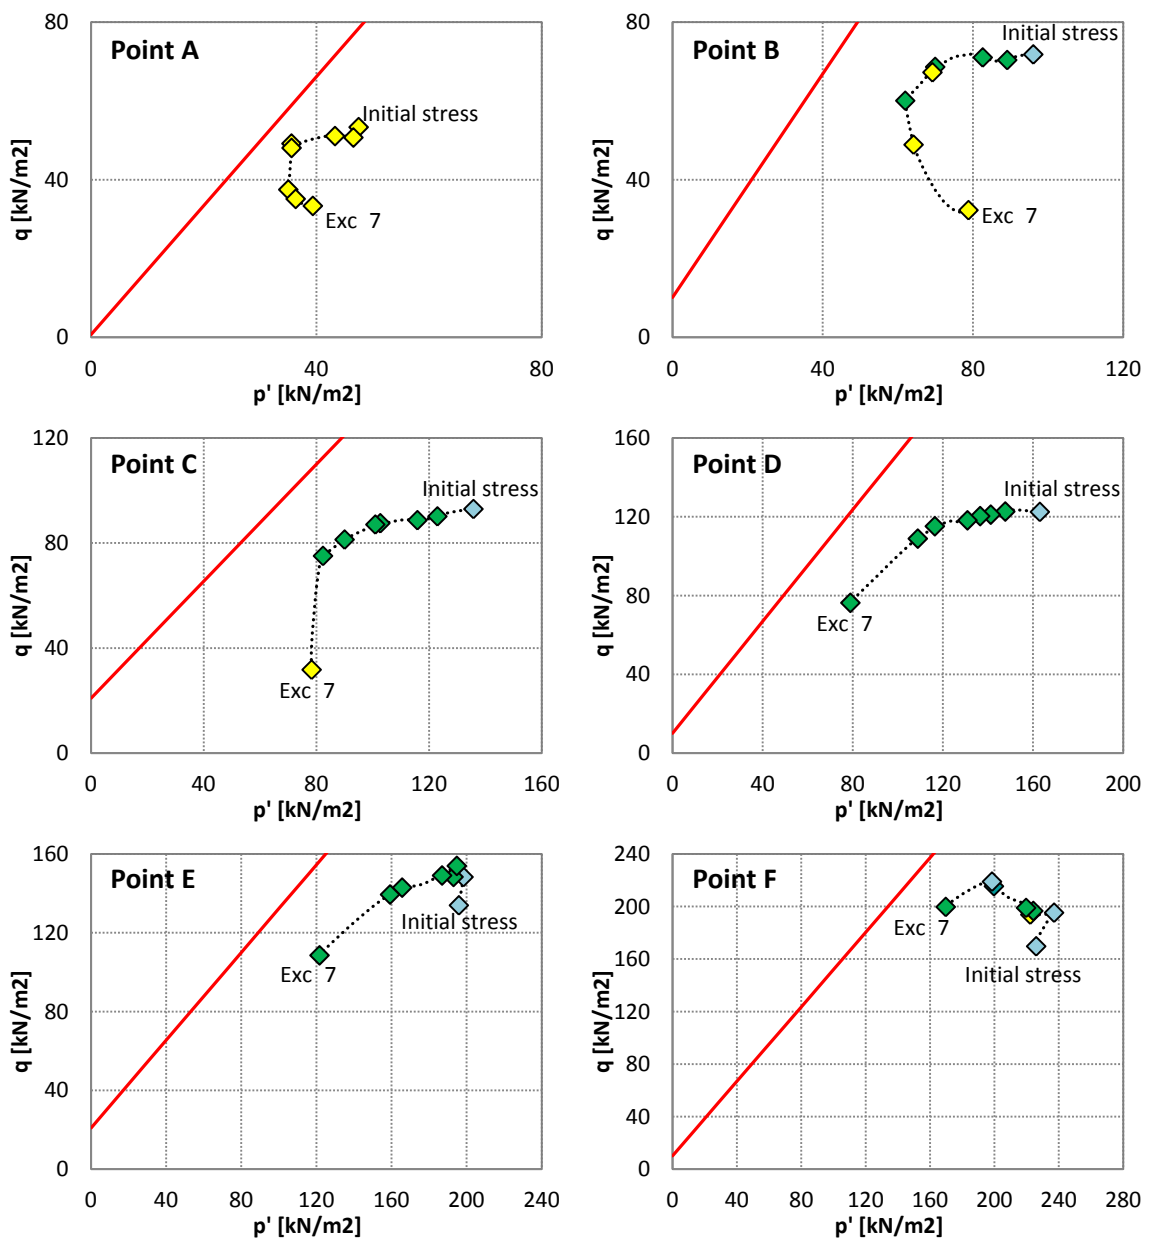 Point A
Initial stress
Exc 7
80
40
0
0 40 80
q [kN/m2]
p' [kN/m2]
Point B
Initial stress
Exc 7
80
40
0
0 40 80 120
q [kN/m2]
p' [kN/m2]
Point C
Initial stress
Exc 7
120
80
40
0
0 40 80 120 160
q [kN/m2]
p' [kN/m2]
Point D
Initial stress
Exc 7
160
120
80
40
0
0 40 80 120 160 200
q [kN/m2]
p' [kN/m2]
Point E
Initial stress
Exc 7
160
120
80
40
0
0 40 80 120 160 200 240
q [kN/m2]
p' [kN/m2]
Point F
Exc 7
Initial stress
240
200
160
120
80
40
0
0 40 80 120 160 200 240 280
q [kN/m2]
p' [kN/m2]